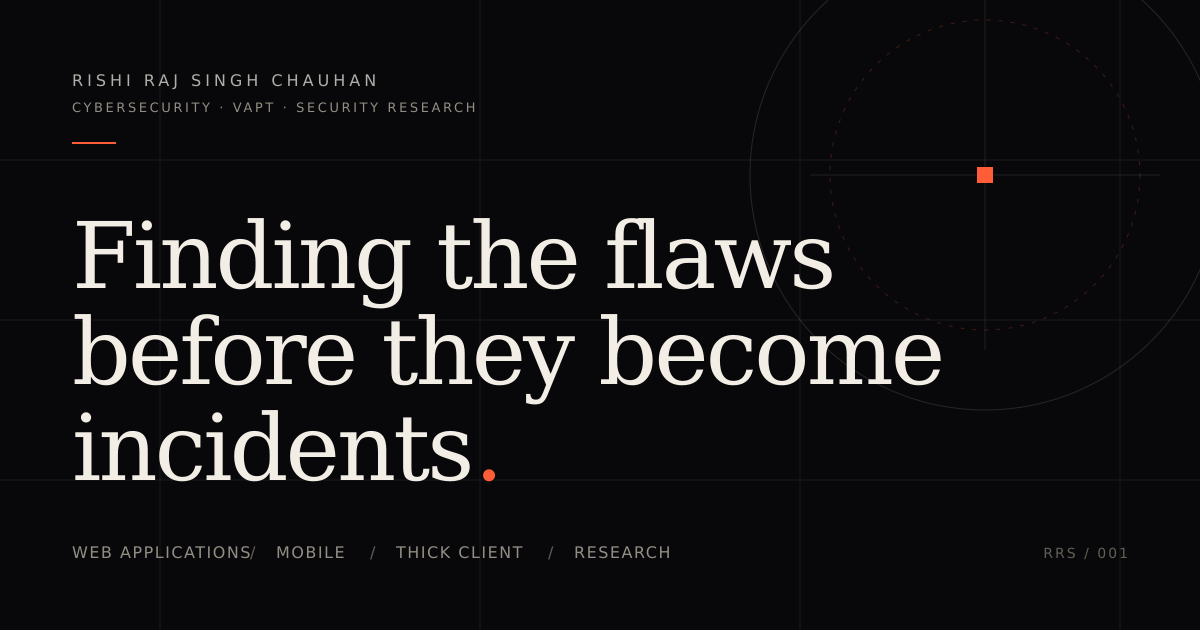 RISHI RAJ SINGH CHAUHAN
CYBERSECURITY · VAPT · SECURITY RESEARCH
Finding the flaws
before they become
incidents.
WEB APPLICATIONS / MOBILE / THICK CLIENT / RESEARCH
RRS / 001